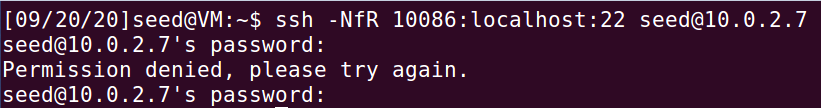 [09/20/20]seed@VM:~$ ssh -NfR 10086:localhost:22 seed@10.0.2.7
seed@10.0.2.7's password:
Permission denied, please try again.
seed@10.0.2.7's password: